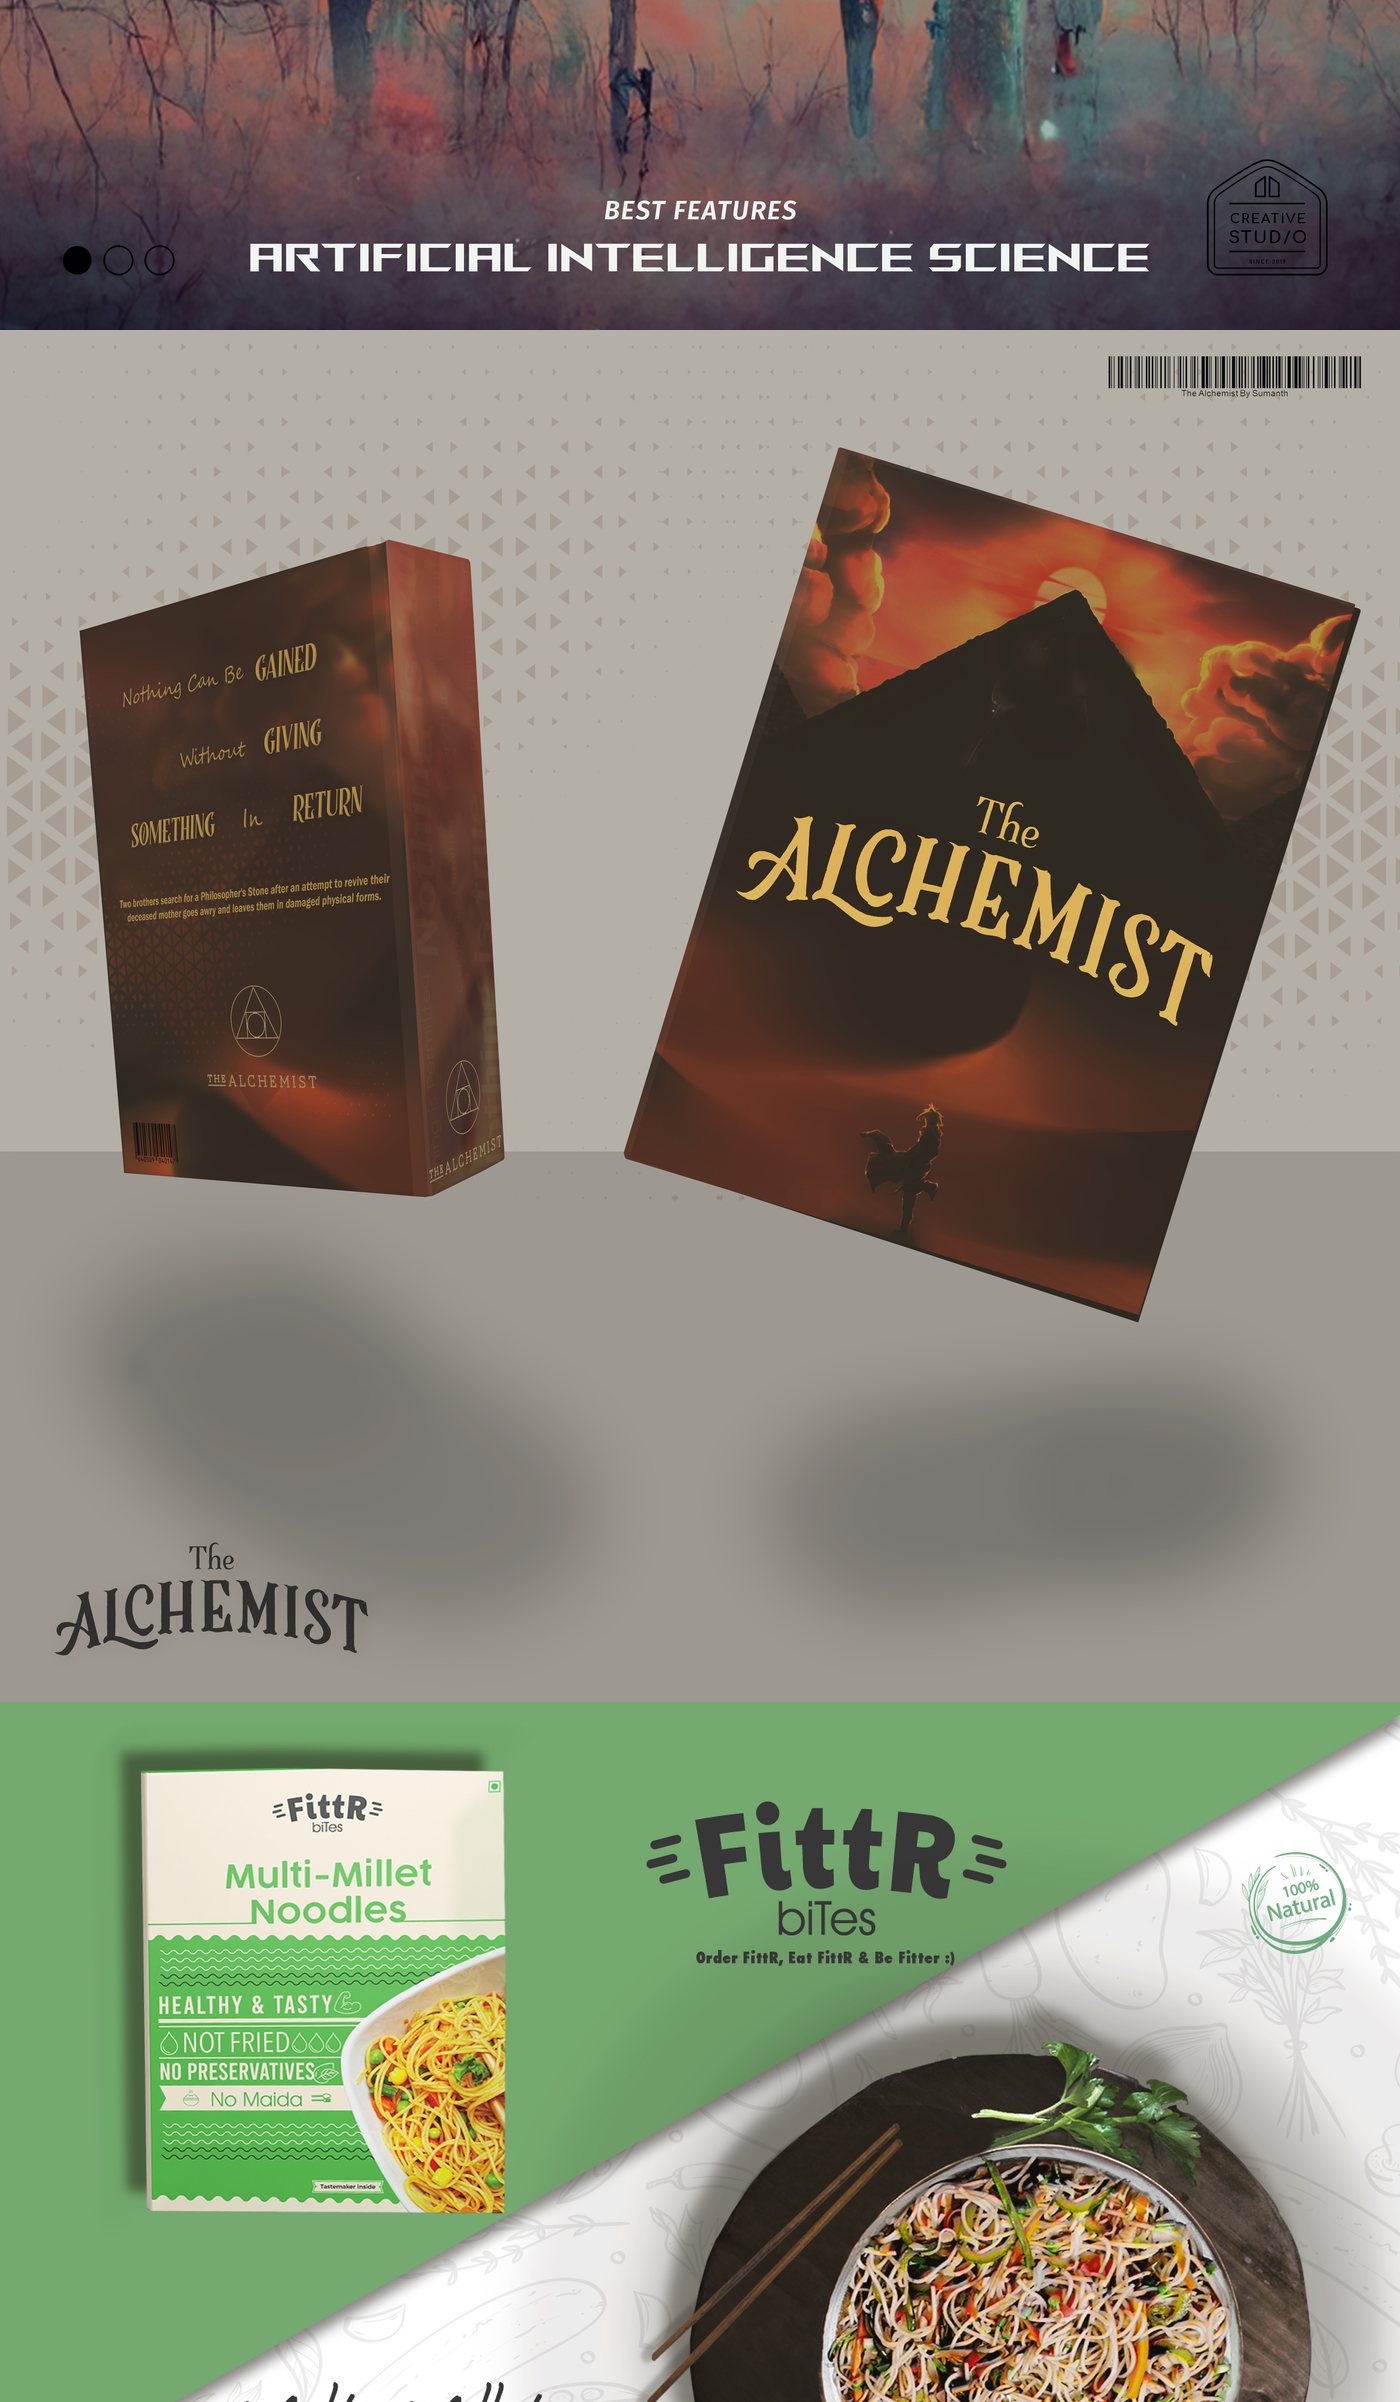 BEST FEATURES
ARTIFICIAL INTELLIGENCE SCIENCE
CREATIVE
STUD/O
SINCE 2019
The Alchemist By Sumanth
Nothing Can Be GAINED
Without GIVING
SOMETHING In RETURN
Two brothers search for a Philosopher's Stone after an attempt to revive their
deceased mother goes awry and leaves them in damaged physical forms.
THE ALCHEMIST
THE ALCHEMIST
The
ALCHEMIST
The
ALCHEMIST
FittR
biTes
Multi-Millet
Noodles
HEALTHY & TASTY
NOT FRIED
NO PRESERVATIVES
No Maida
Tastemaker Inside
FittR
biTes
Order FittR, Eat FittR & Be Fitter :)
100%
Natural